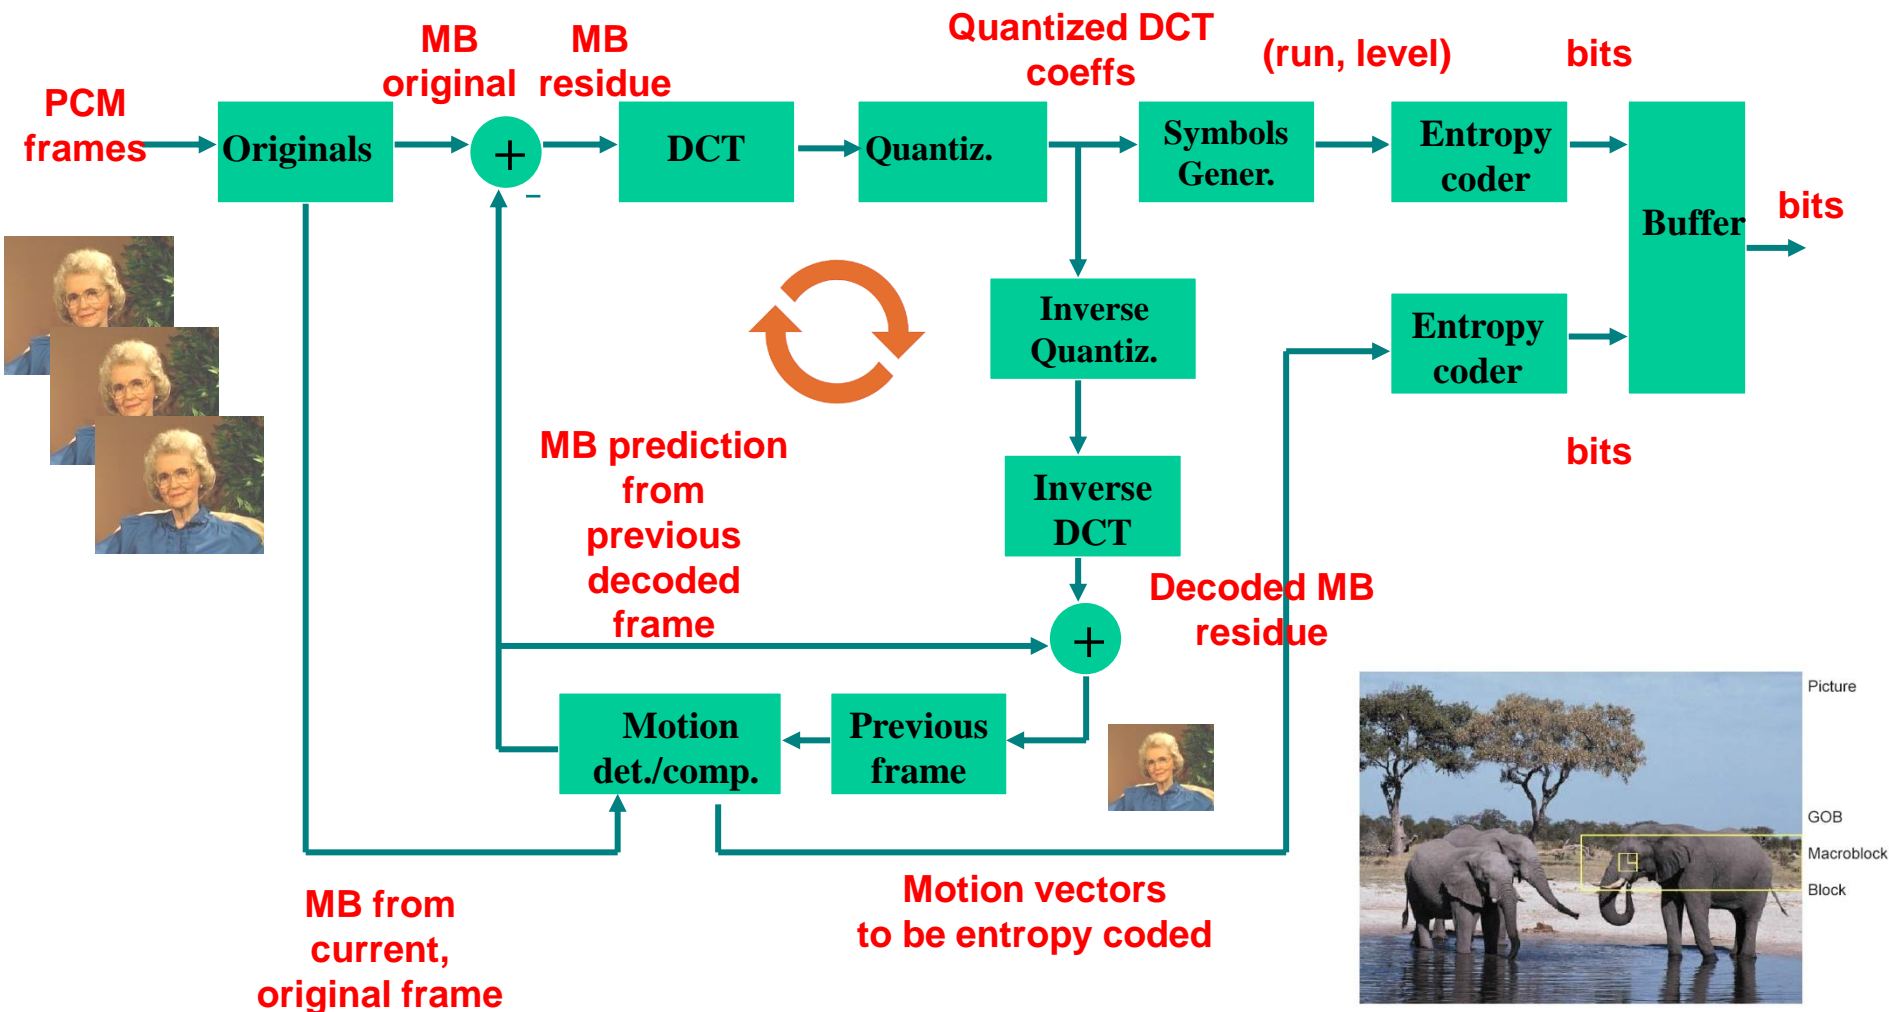 PCM
frames
MB
original
MB
residue
Quantized DCT
coeffs
(run, level)
bits
Originals
+
−
DCT
Quantiz.
Symbols
Gener.
Entropy
coder
Buffer
bits
Inverse
Quantiz.
Entropy
coder
bits
MB prediction
from
previous
decoded
frame
Inverse
DCT
Decoded MB
residue
+
Motion
det./comp.
Previous
frame
MB from
current,
original frame
Motion vectors
to be entropy coded
Picture
GOB
Macroblock
Block